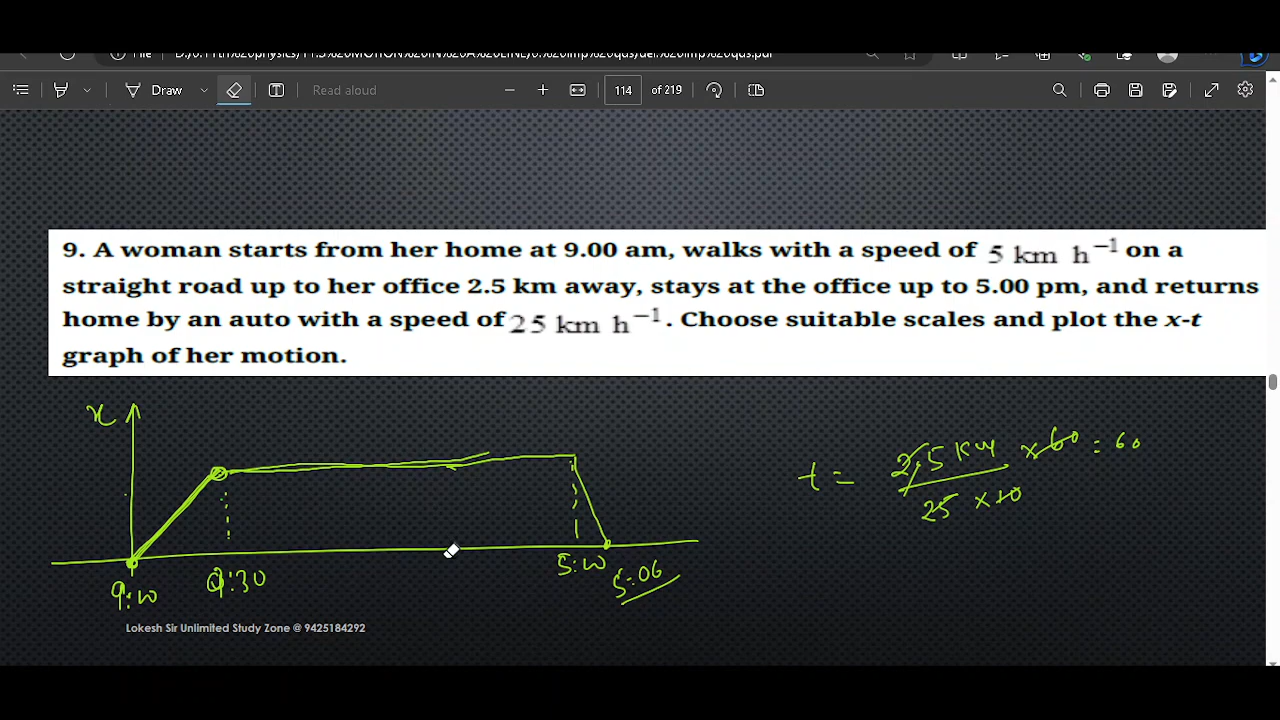 Draw
Read aloud
114 of 219
9. A woman starts from her home at 9.00 am, walks with a speed of 5 km h⁻¹ on a
straight road up to her office 2.5 km away, stays at the office up to 5.00 pm, and returns
home by an auto with a speed of 25 km h⁻¹. Choose suitable scales and plot the x-t
graph of her motion.
x
t = 2.5 km / 25 × 10 × 60 = 60
9:00 9:30 5:00 5:06
Lokesh Sir Unlimited Study Zone @ 9425184292